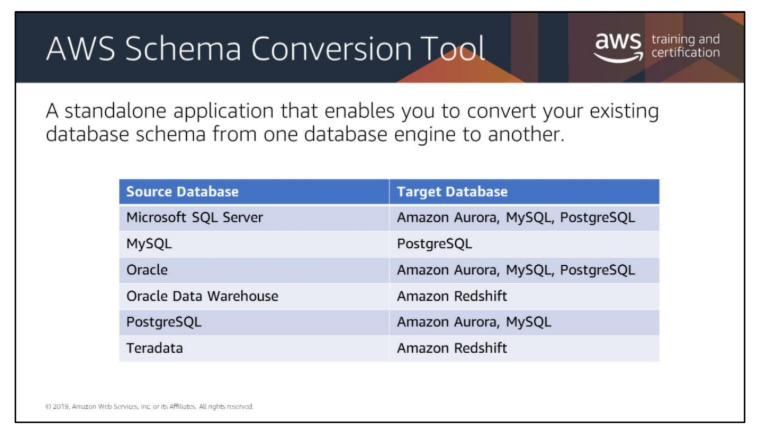 AWS Schema Conversion Tool
aws training and
certification
A standalone application that enables you to convert your existing
database schema from one database engine to another.
Source Database Target Database
Microsoft SQL Server Amazon Aurora, MySQL, PostgreSQL
MySQL PostgreSQL
Oracle Amazon Aurora, MySQL, PostgreSQL
Oracle Data Warehouse Amazon Redshift
PostgreSQL Amazon Aurora, MySQL
Teradata Amazon Redshift
© 2019, Amazon Web Services, Inc. or its Affiliates. All rights reserved.